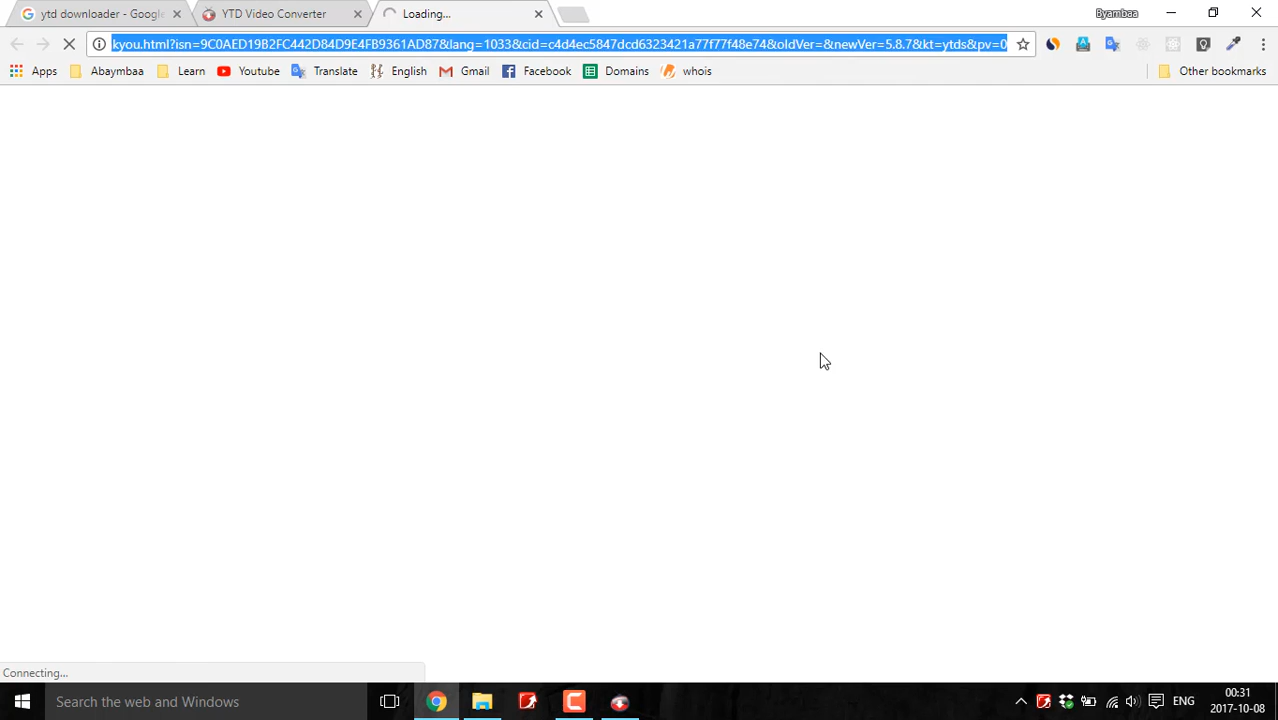 ytd downloader - Google
YTD Video Converter
Loading...
Byambaa
kyou.html?isn=9C0AED19B2FC442D84D9E4FB9361AD87&lang=1033&cid=c4d4ec5847dcd6323421a77f77f48e74&oldVer=&newVer=5.8.7&kt=ytds&pv=0
Apps
Abaymbaa
Learn
Youtube
Translate
English
Gmail
Facebook
Domains
whois
Other bookmarks
Connecting...
Search the web and Windows
ENG
00:31
2017-10-08